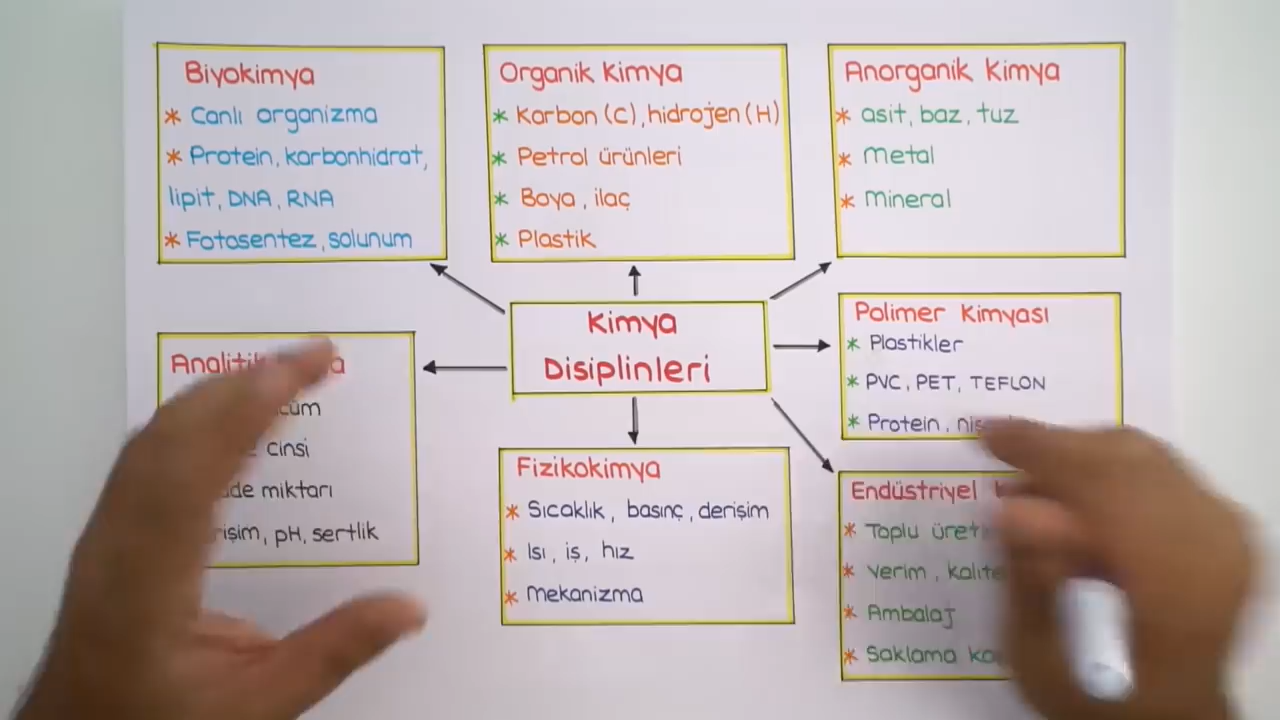 Biyokimya
* Canlı organizma
* Protein, karbonhidrat,
lipit, DNA, RNA
* Fotosentez, solunum
Organik Kimya
* Karbon (C), hidrojen (H)
* Petrol ürünleri
* Boya, ilaç
* Plastik
Anorganik Kimya
* asit, baz, tuz
* Metal
* Mineral
Kimya
Disiplinleri
Polimer Kimyası
* Plastikler
* PVC, PET, TEFLON
* Protein,
cinsi
miktarı
pH, sertlik
Fizikokimya
* Sıcaklık, basınç, derişim
* Isı, iş, hız
* Mekanizma
Endüstriyel
* Toplu
* Verim,
* Ambalaj
* Saklama